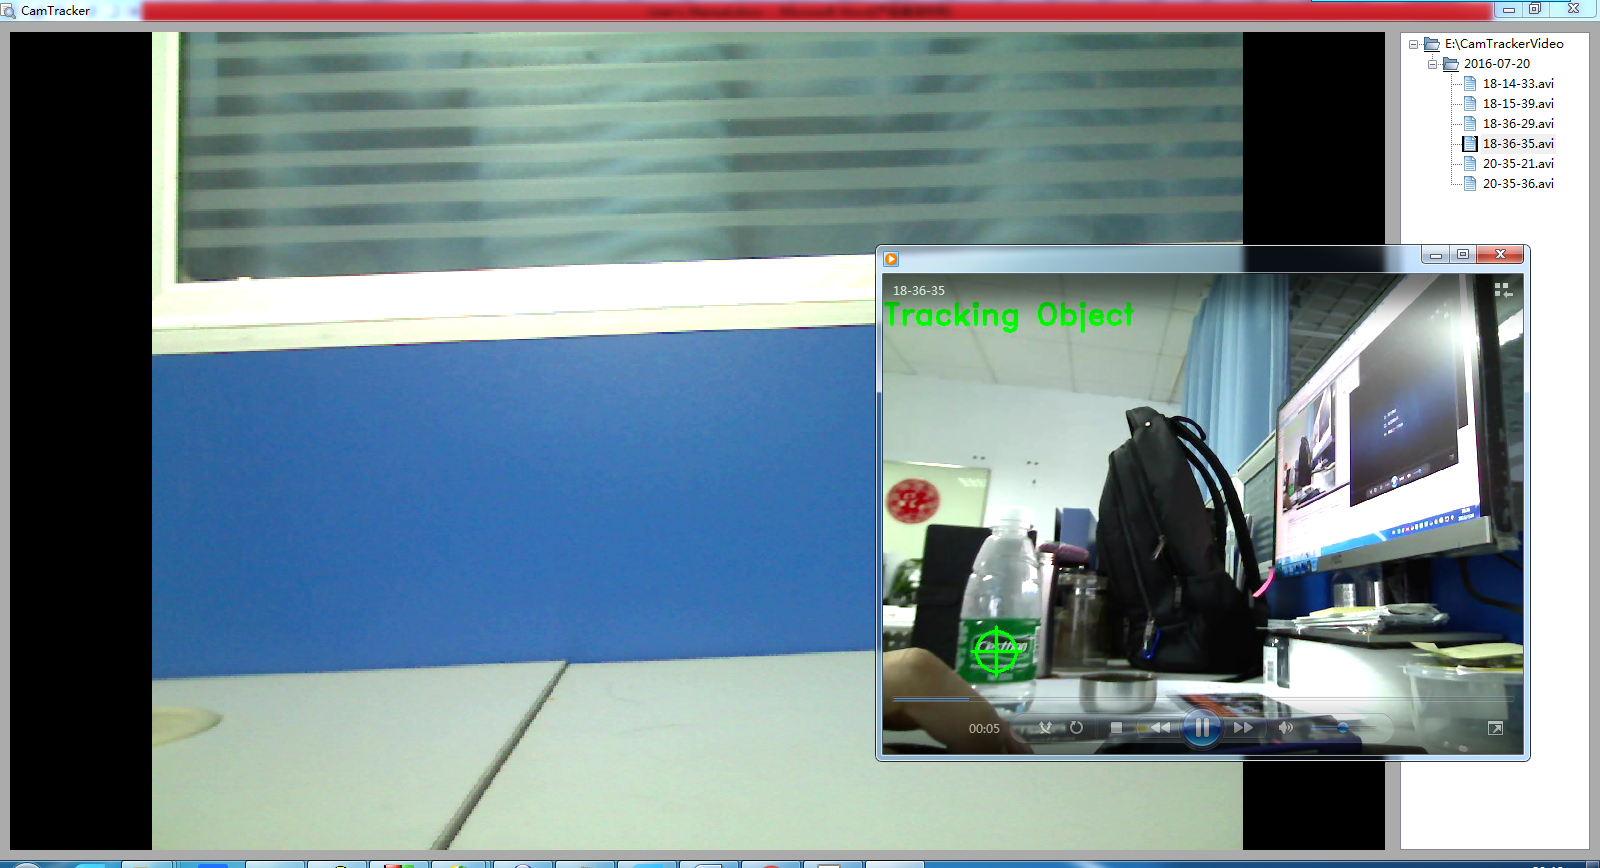 CamTracker
E:\CamTrackerVideo
2016-07-20
18-14-33.avi
18-15-39.avi
18-36-29.avi
18-36-35.avi
20-35-21.avi
20-35-36.avi
18-36-35
Tracking Object
00:05